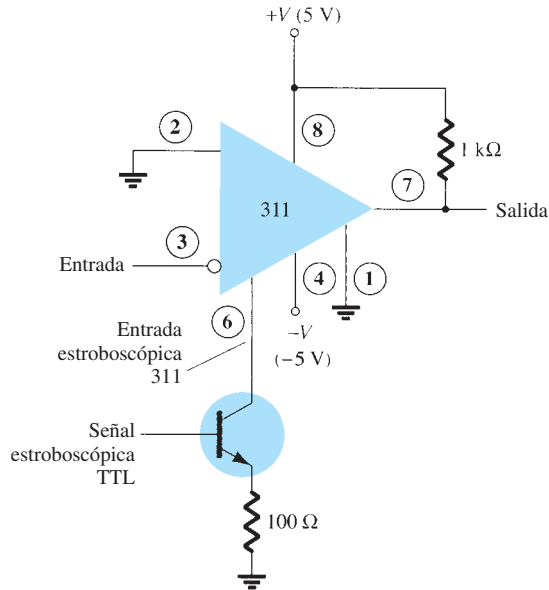 +V (5 V)
2
8
1 kΩ
7
311
Salida
3
Entrada
4
1
6
Entrada
estroboscópica
311
−V
(−5 V)
Señal
estroboscópica
TTL
100 Ω